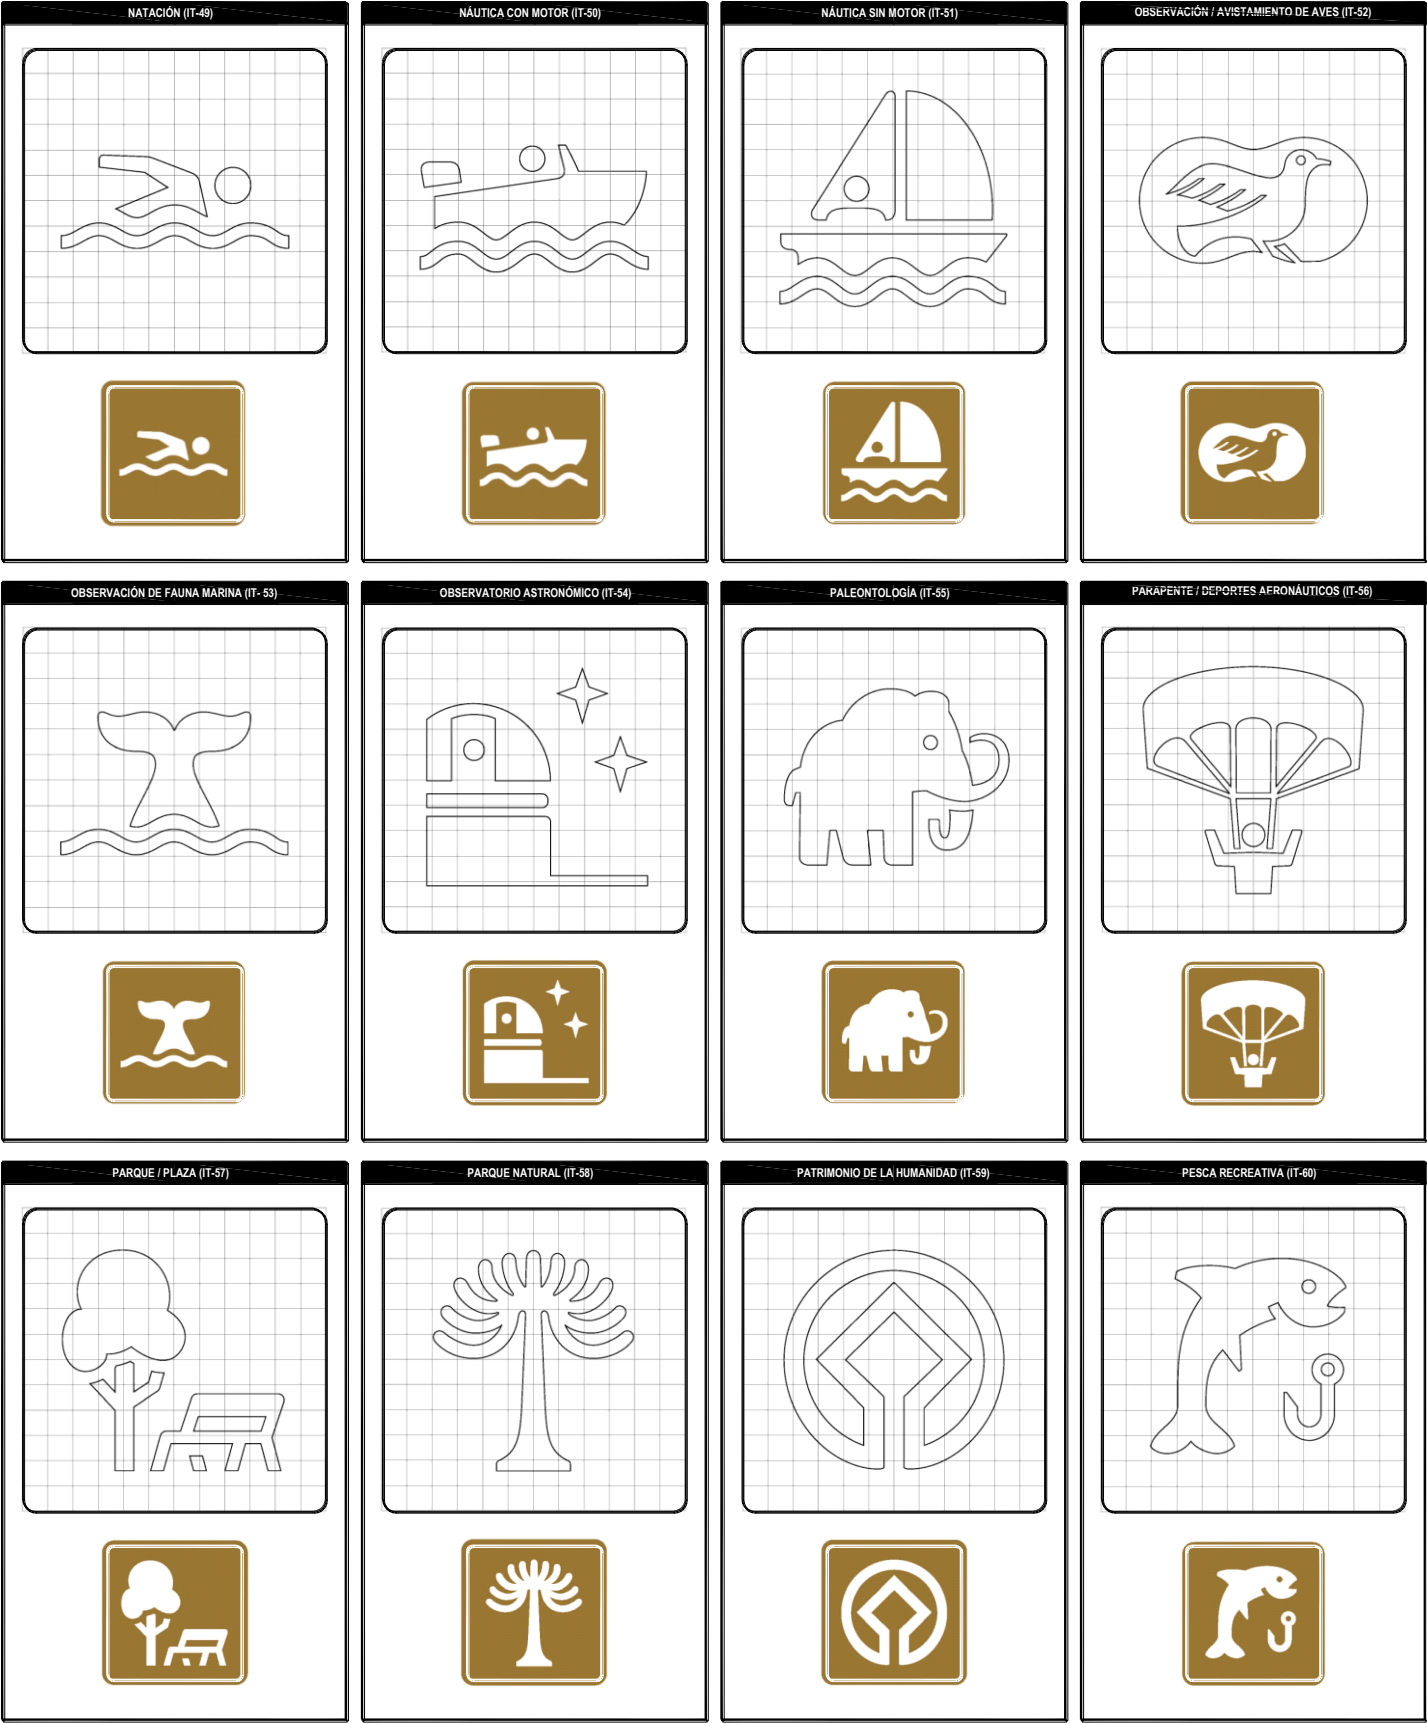 NATACIÓN (IT-49)
NÁUTICA CON MOTOR (IT-50)
NÁUTICA SIN MOTOR (IT-51)
OBSERVACIÓN / AVISTAMIENTO DE AVES (IT-52)
OBSERVACIÓN DE FAUNA MARINA (IT- 53)
OBSERVATORIO ASTRONÓMICO (IT-54)
PALEONTOLOGÍA (IT-55)
PARAPENTE / DEPORTES AERONÁUTICOS (IT-56)
PARQUE / PLAZA (IT-57)
PARQUE NATURAL (IT-58)
PATRIMONIO DE LA HUMANIDAD (IT-59)
PESCA RECREATIVA (IT-60)